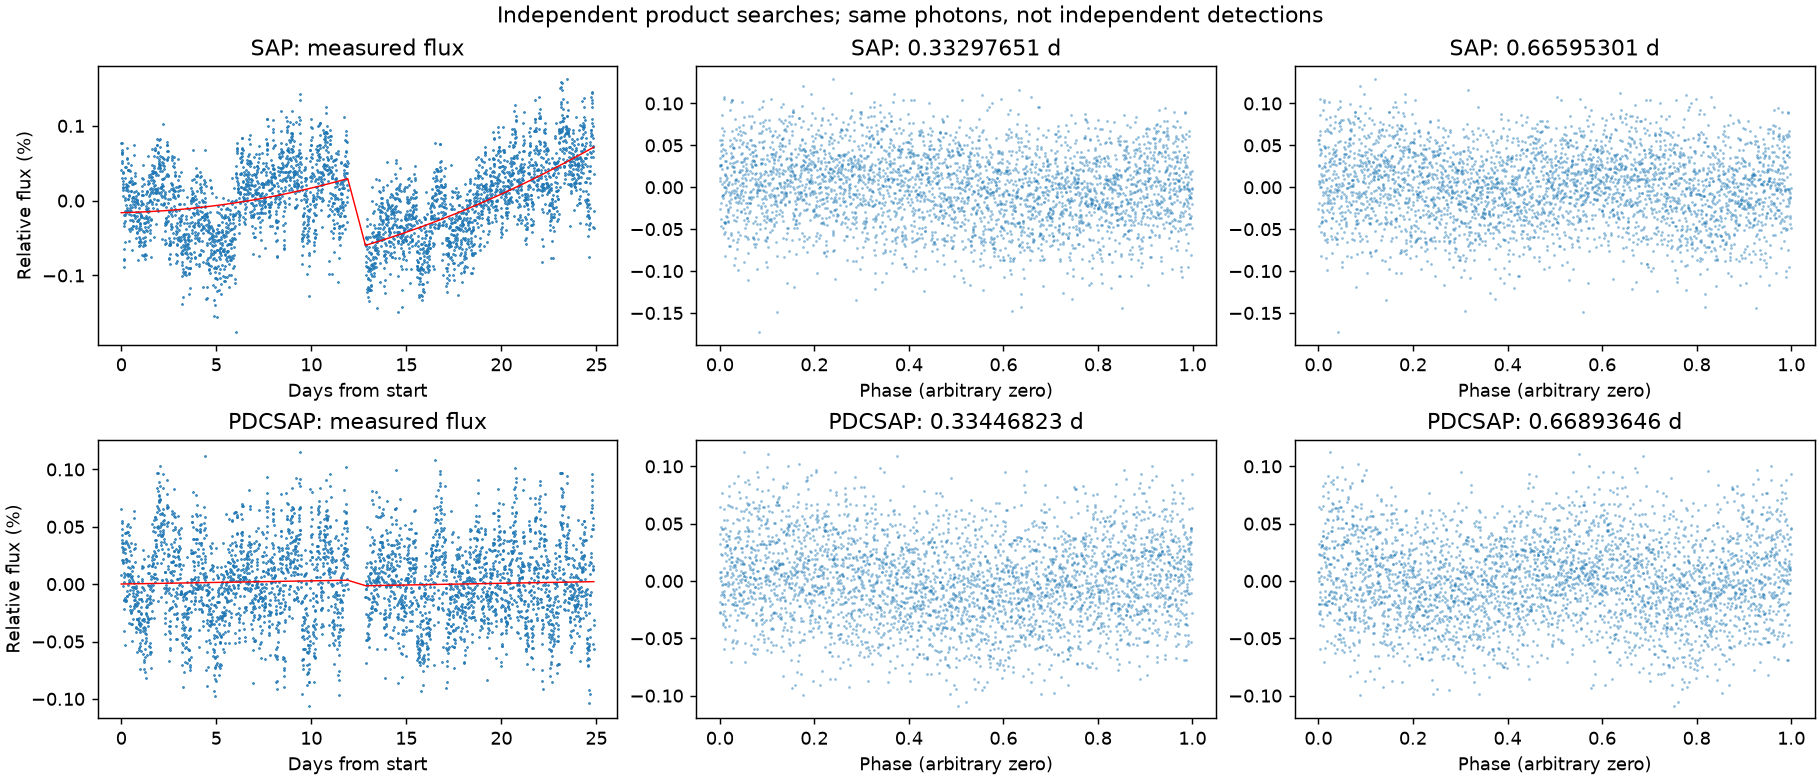 Independent product searches; same photons, not independent detections
SAP: measured flux
SAP: 0.33297651 d
SAP: 0.66595301 d
Relative flux (%)
0.1
0.0
−0.1
0 5 10 15 20 25
Days from start
0.10
0.05
0.00
−0.05
−0.10
−0.15
0.0 0.2 0.4 0.6 0.8 1.0
Phase (arbitrary zero)
0.10
0.05
0.00
−0.05
−0.10
−0.15
0.0 0.2 0.4 0.6 0.8 1.0
Phase (arbitrary zero)
PDCSAP: measured flux
PDCSAP: 0.33446823 d
PDCSAP: 0.66893646 d
Relative flux (%)
0.10
0.05
0.00
−0.05
−0.10
0 5 10 15 20 25
Days from start
0.10
0.05
0.00
−0.05
−0.10
0.0 0.2 0.4 0.6 0.8 1.0
Phase (arbitrary zero)
0.10
0.05
0.00
−0.05
−0.10
0.0 0.2 0.4 0.6 0.8 1.0
Phase (arbitrary zero)